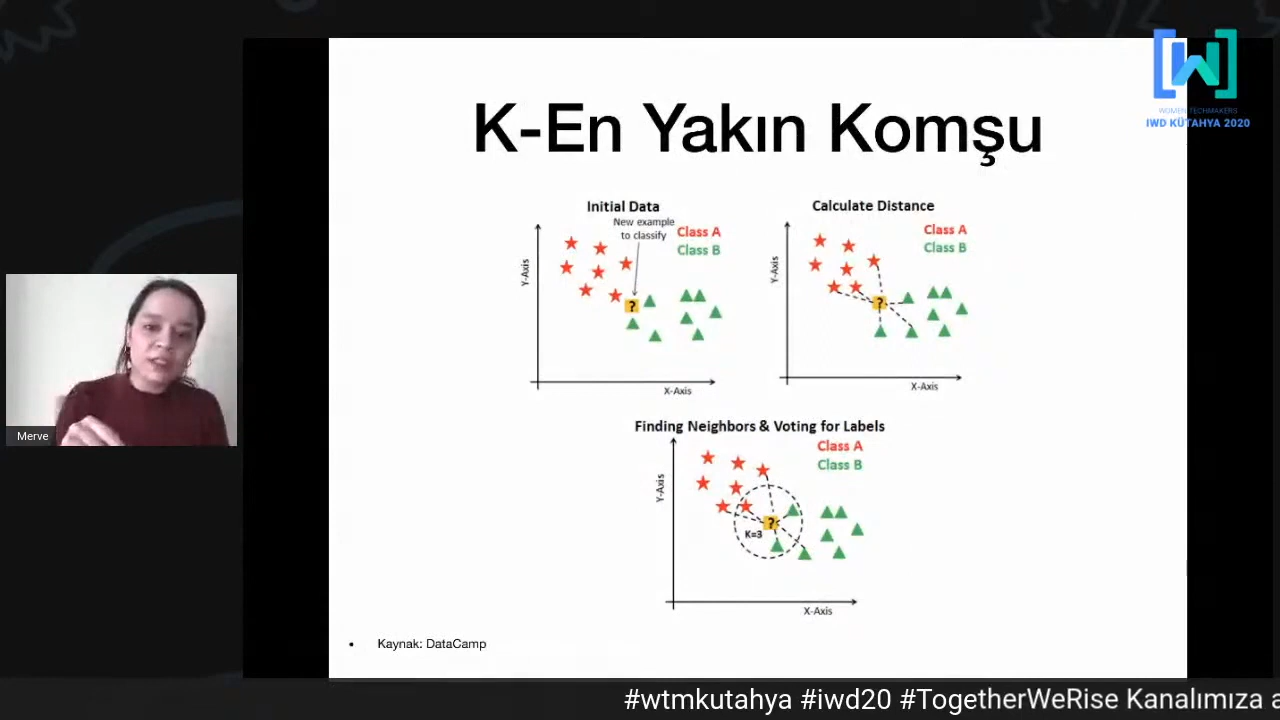 WOMEN TECHMAKERS
IWD KÜTAHYA 2020
K-En Yakın Komşu
Initial Data
New example
to classify
Class A
Class B
Y-Axis
?
X-Axis
Calculate Distance
Class A
Class B
Y-Axis
?
X-Axis
Finding Neighbors & Voting for Labels
Class A
Class B
Y-Axis
?
K=3
X-Axis
Merve
• Kaynak: DataCamp
#wtmkutahya #iwd20 #TogetherWeRise Kanalımıza a